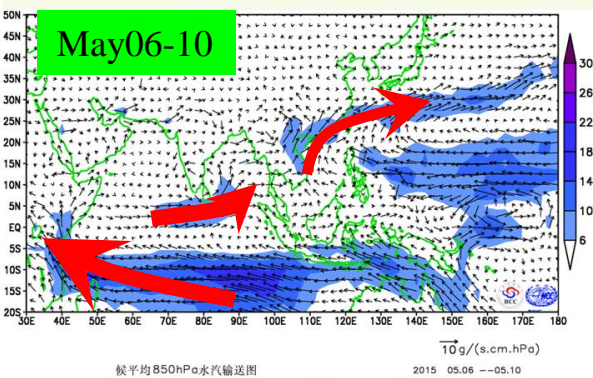 May06-10
50N
45N
40N
35N
30N
25N
20N
15N
10N
5N
EQ
5S
10S
15S
20S
30E 40E 50E 60E 70E 80E 90E 100E 110E 120E 130E 140E 150E 160E 170E 180
30
26
22
18
14
10
6
BCC
NCC
10 g/(s.cm.hPa)
候平均850hPa水汽输送图
2015 05.06 --05.10